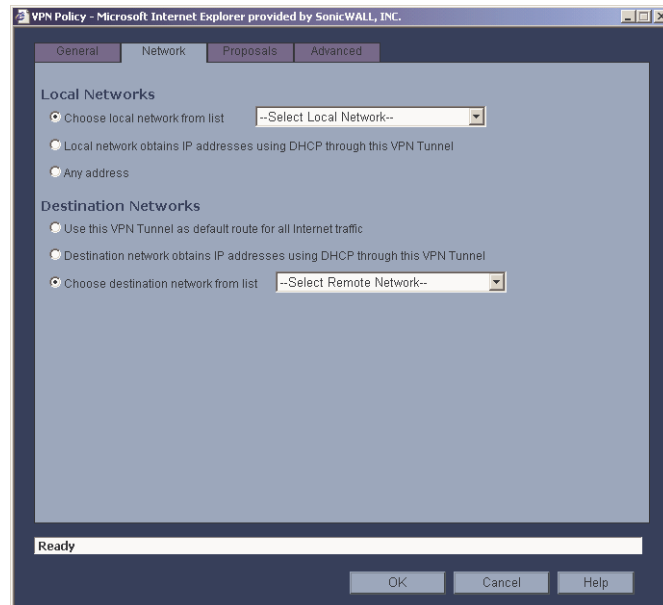 VPN Policy - Microsoft Internet Explorer provided by SonicWALL, INC.
General Network Proposals Advanced
Local Networks
Choose local network from list --Select Local Network--
Local network obtains IP addresses using DHCP through this VPN Tunnel
Any address
Destination Networks
Use this VPN Tunnel as default route for all Internet traffic
Destination network obtains IP addresses using DHCP through this VPN Tunnel
Choose destination network from list --Select Remote Network--
Ready
OK Cancel Help